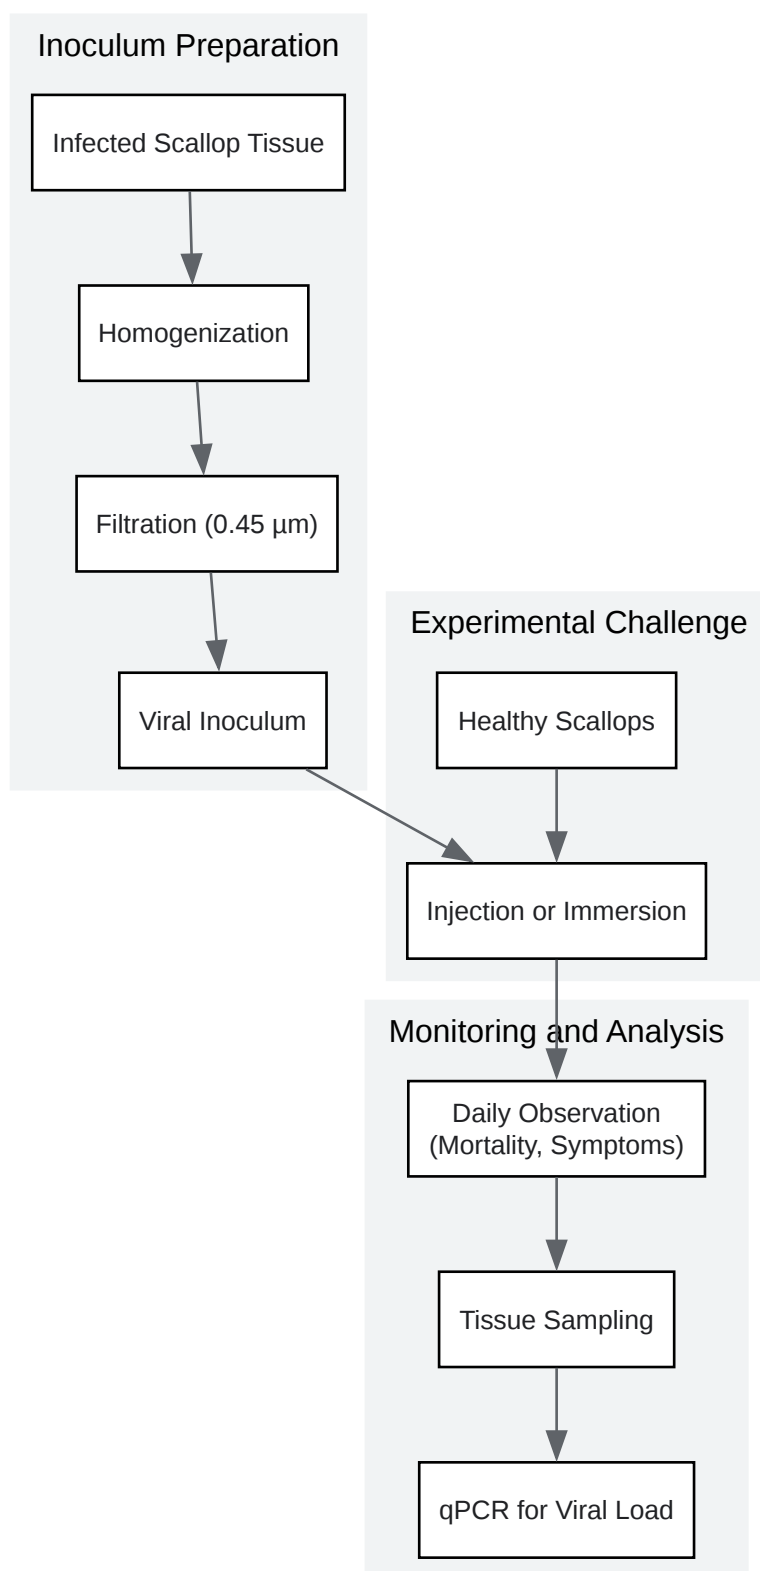 Inoculum Preparation
Infected Scallop Tissue
Homogenization
Filtration (0.45 µm)
Viral Inoculum
Experimental Challenge
Healthy Scallops
Injection or Immersion
Monitoring and Analysis
Daily Observation
(Mortality, Symptoms)
Tissue Sampling
qPCR for Viral Load